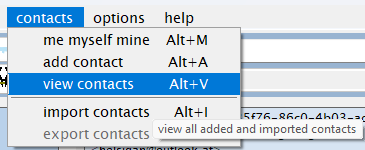 contacts options help
me myself mine Alt+M
add contact Alt+A
view contacts Alt+V
import contacts Alt+I
export contacts
view all added and imported contacts